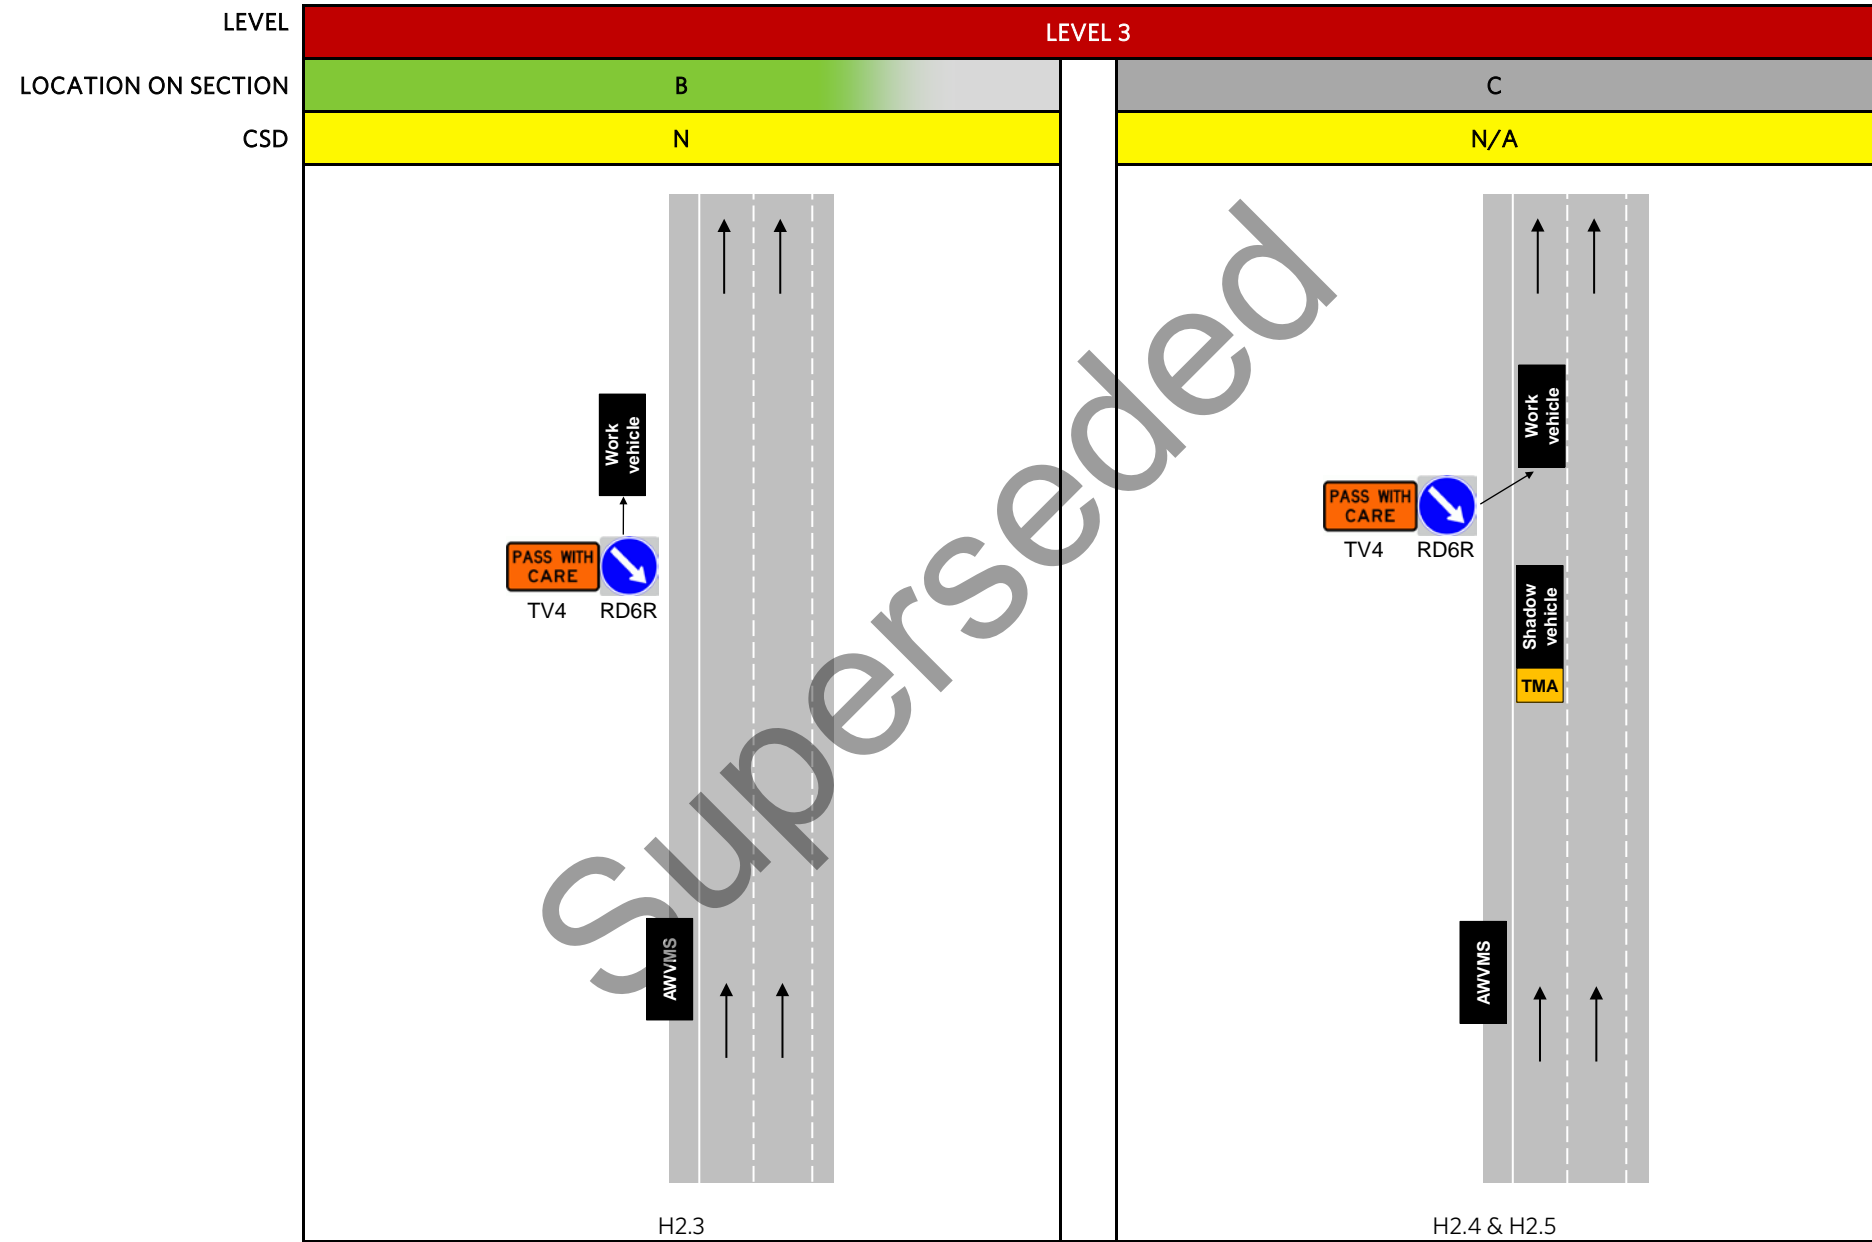 LEVEL
LEVEL 3
LOCATION ON SECTION
B
C
CSD
N
N/A
Work
vehicle
PASS WITH
CARE
TV4
RD6R
AWVMS
H2.3
Work
vehicle
PASS WITH
CARE
TV4
RD6R
Shadow
vehicle
TMA
AWVMS
H2.4 & H2.5
Superseded